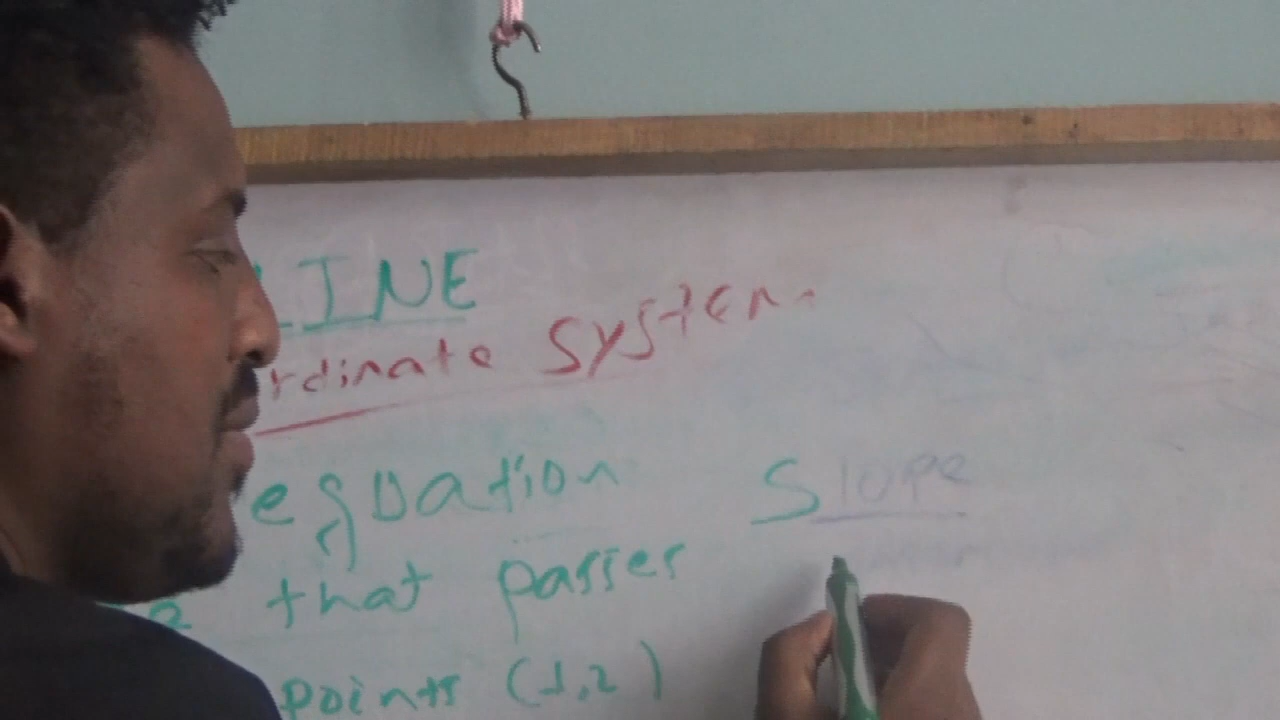 LINE
rdinate System
equation
that passes
points (1,2)
Slope